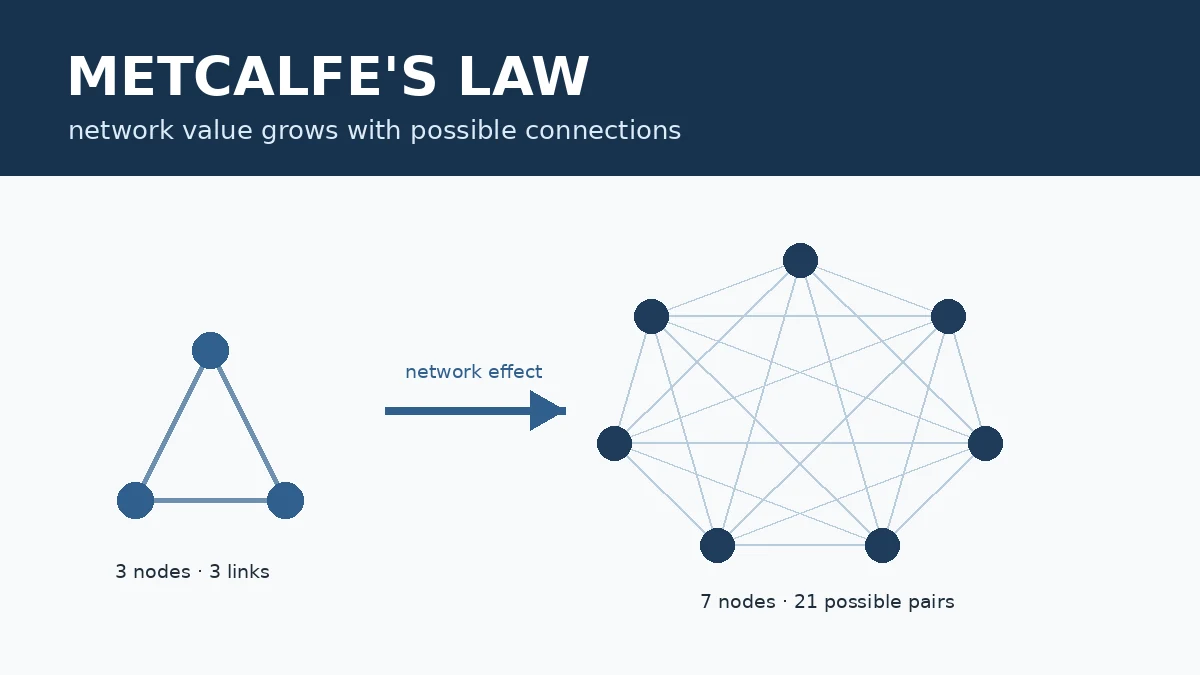 METCALFE'S LAW
network value grows with possible connections
network effect
3 nodes · 3 links
7 nodes · 21 possible pairs